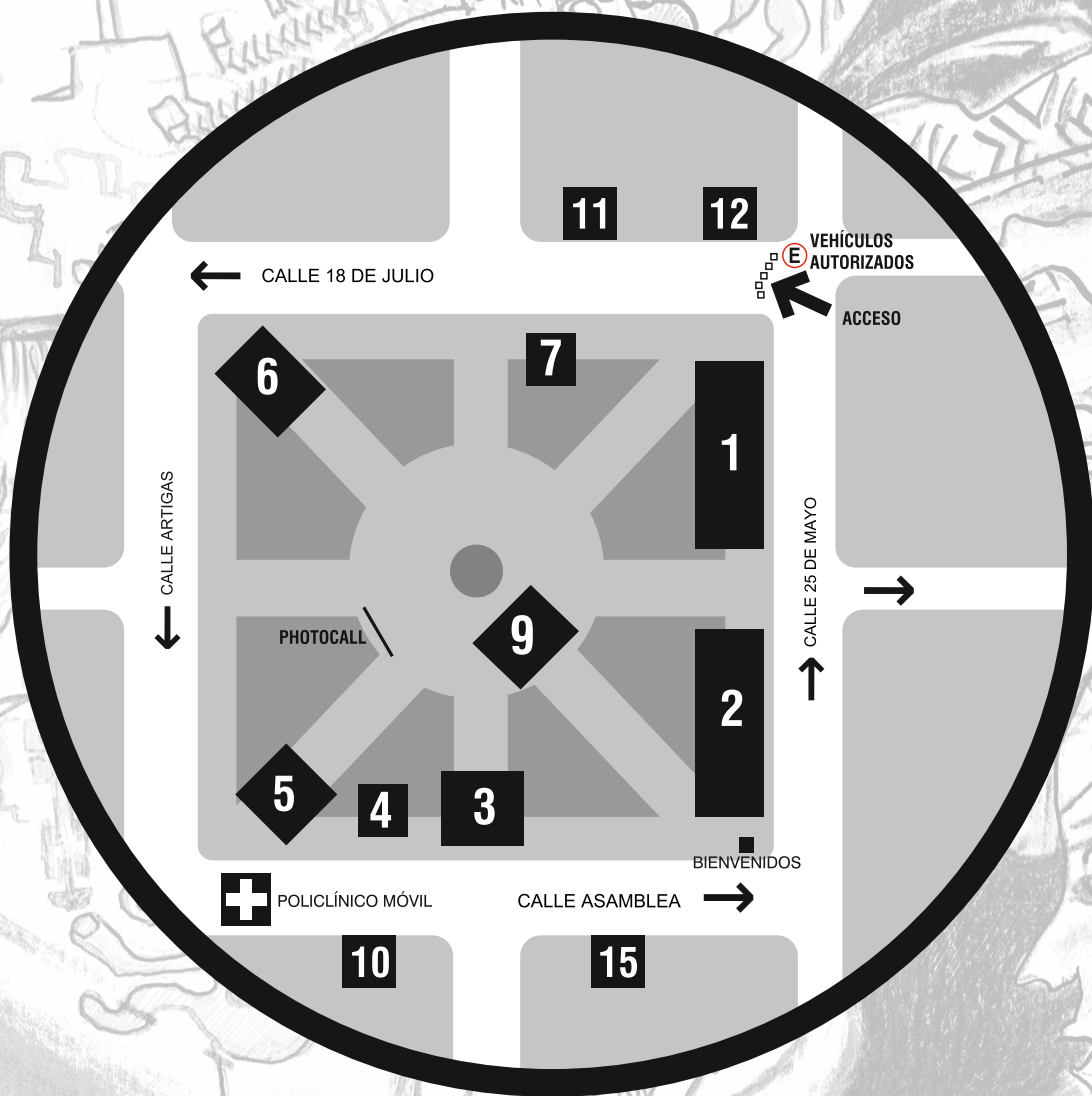 11
12
VEHÍCULOS
AUTORIZADOS
E
CALLE 18 DE JULIO
ACCESO
6
7
1
CALLE ARTIGAS
CALLE 25 DE MAYO
PHOTOCALL
9
2
5
4
3
BIENVENIDOS
POLICLÍNICO MÓVIL
CALLE ASAMBLEA
10
15